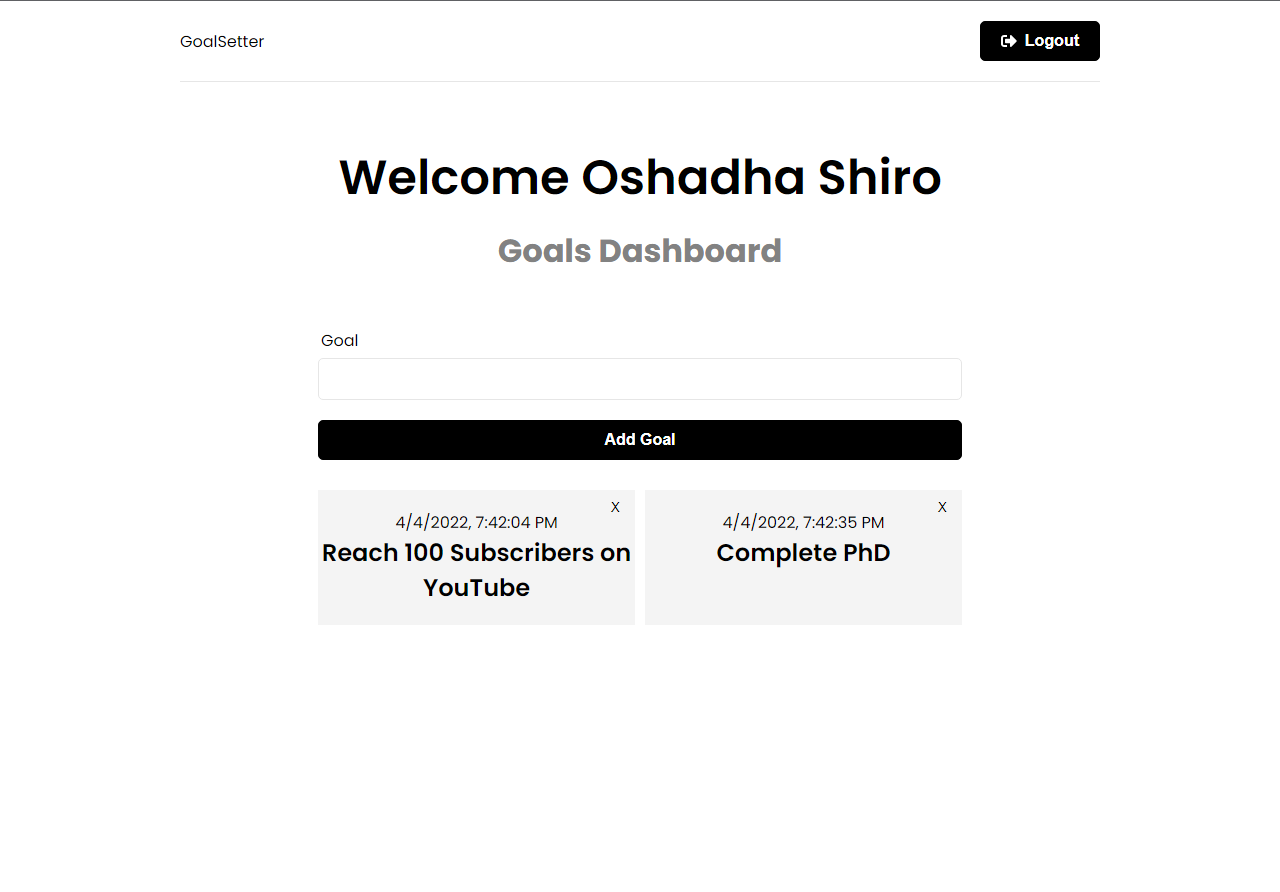 GoalSetter
Logout
Welcome Oshadha Shiro
Goals Dashboard
Goal
Add Goal
X
4/4/2022, 7:42:04 PM
Reach 100 Subscribers on
YouTube
X
4/4/2022, 7:42:35 PM
Complete PhD